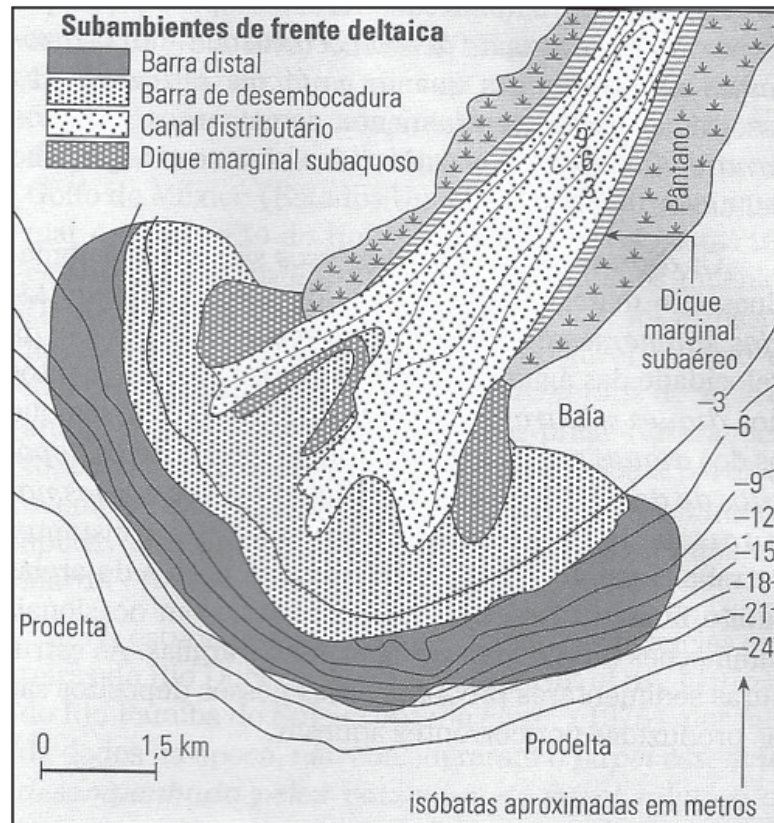 Subambientes de frente deltaica
Barra distal
Barra de desembocadura
Canal distributário
Dique marginal subaquoso
9
6
3
Pântano
Dique
marginal
subaéreo
Baía
–3
–6
–9
–12
–15
–18
–21
–24
Prodelta
Prodelta
0
1,5 km
isóbatas aproximadas em metros